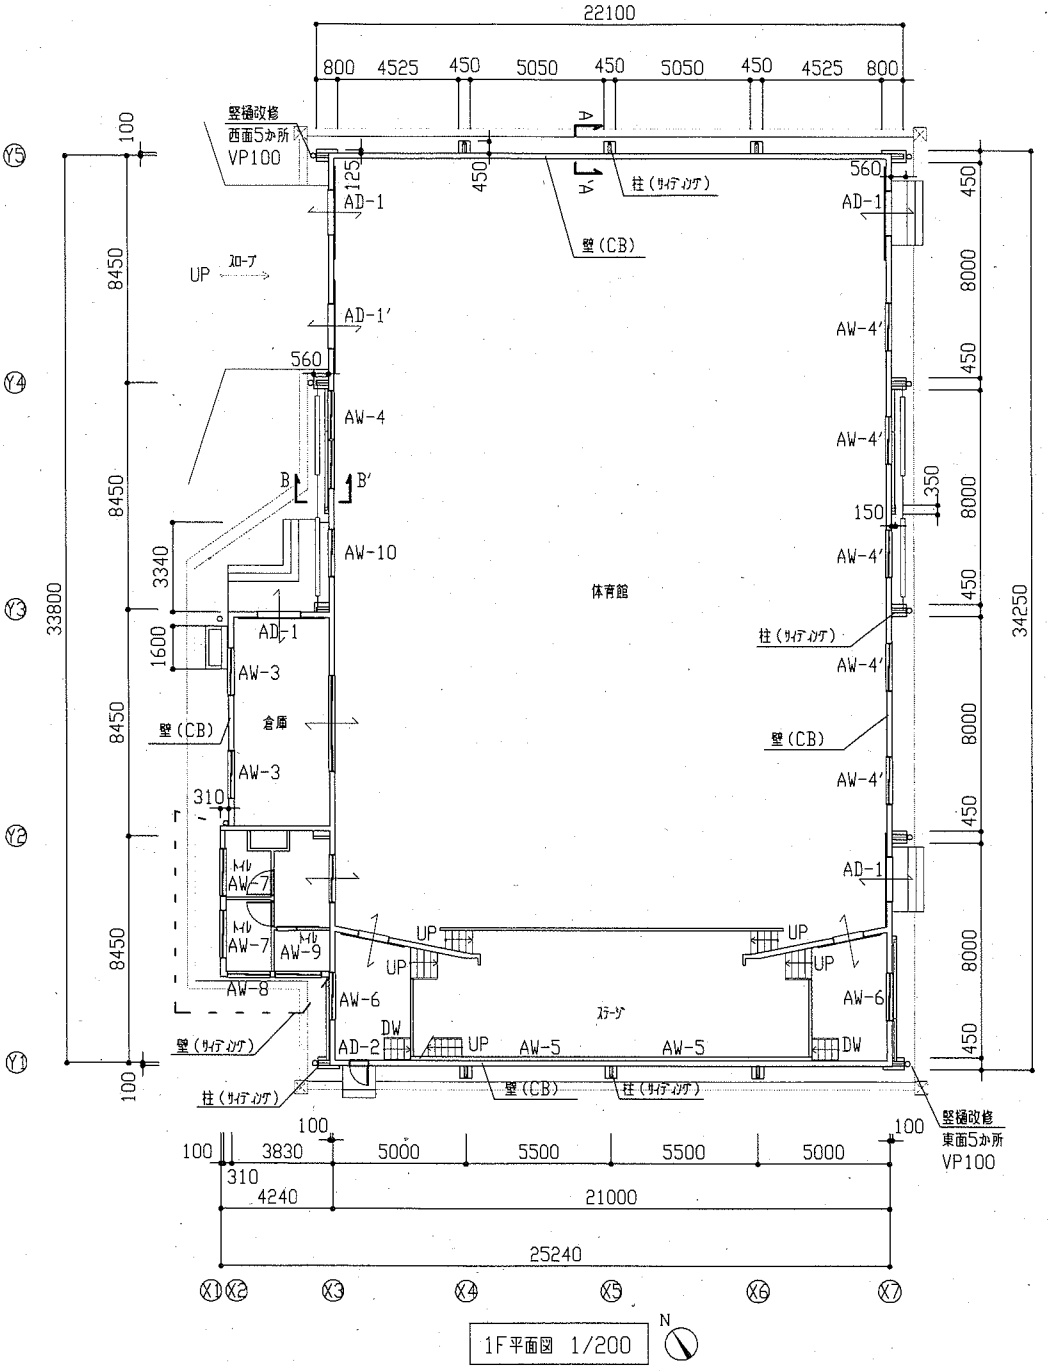 22100
800 4525 450 5050 450 5050 450 4525 800
100
竪樋改修
西面5か所
VP100
A
A'
Y5
125
450
柱(サイディング)
560
450
壁(CB)
AD-1
AD-1
UP スロープ
8450
8000
AD-1'
AW-4'
560
450
Y4
AW-4
AW-4'
B B'
350
8450
8000
150
3340
AW-10
AW-4'
体育館
450
33800
34250
Y3
1600
AD-1
柱(サイディング)
AW-3
AW-4'
8450
8000
壁(CB)
倉庫
壁(CB)
AW-3
AW-4'
310
450
Y2
トイレ
AW-7
AD-1
トイレ
AW-7
トイレ
AW-9
UP
UP
UP
UP
8450
8000
AW-8
AW-6
AW-6
ステージ
壁(サイディング)
DW
UP
DW
AD-2
AW-5
AW-5
450
Y1
100
柱(サイディング)
壁(CB)
柱(サイディング)
竪樋改修
東面5か所
VP100
100
100
100 3830 5000 5500 5500 5000
310
4240
21000
25240
X1 X2 X3 X4 X5 X6 X7
1F平面図 1/200
N